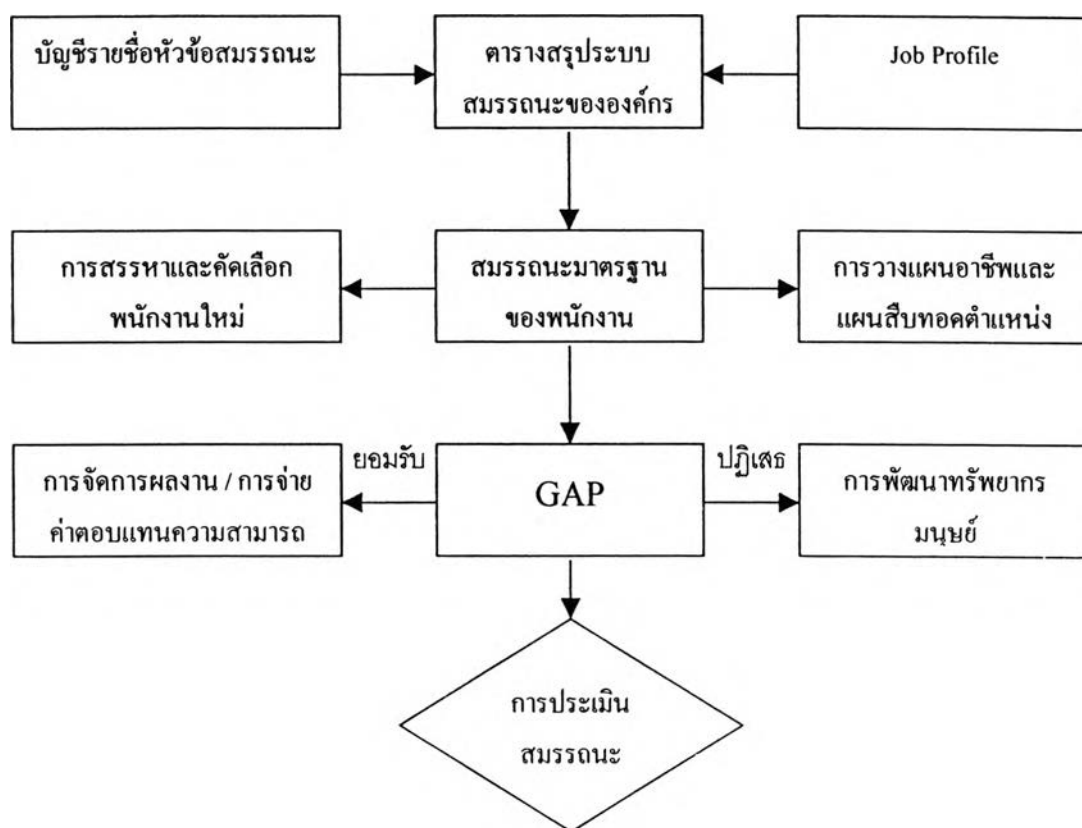 บัญชีรายชื่อหัวข้อสมรรถนะ
ตารางสรุประบบ
สมรรถนะขององค์กร
Job Profile
การสรรหาและคัดเลือก
พนักงานใหม่
สมรรถนะมาตรฐาน
ของพนักงาน
การวางแผนอาชีพและ
แผนสืบทอดตำแหน่ง
การจัดการผลงาน / การจ่าย
ค่าตอบแทนความสามารถ
ยอมรับ
GAP
ปฏิเสธ
การพัฒนาทรัพยากร
มนุษย์
การประเมิน
สมรรถนะ